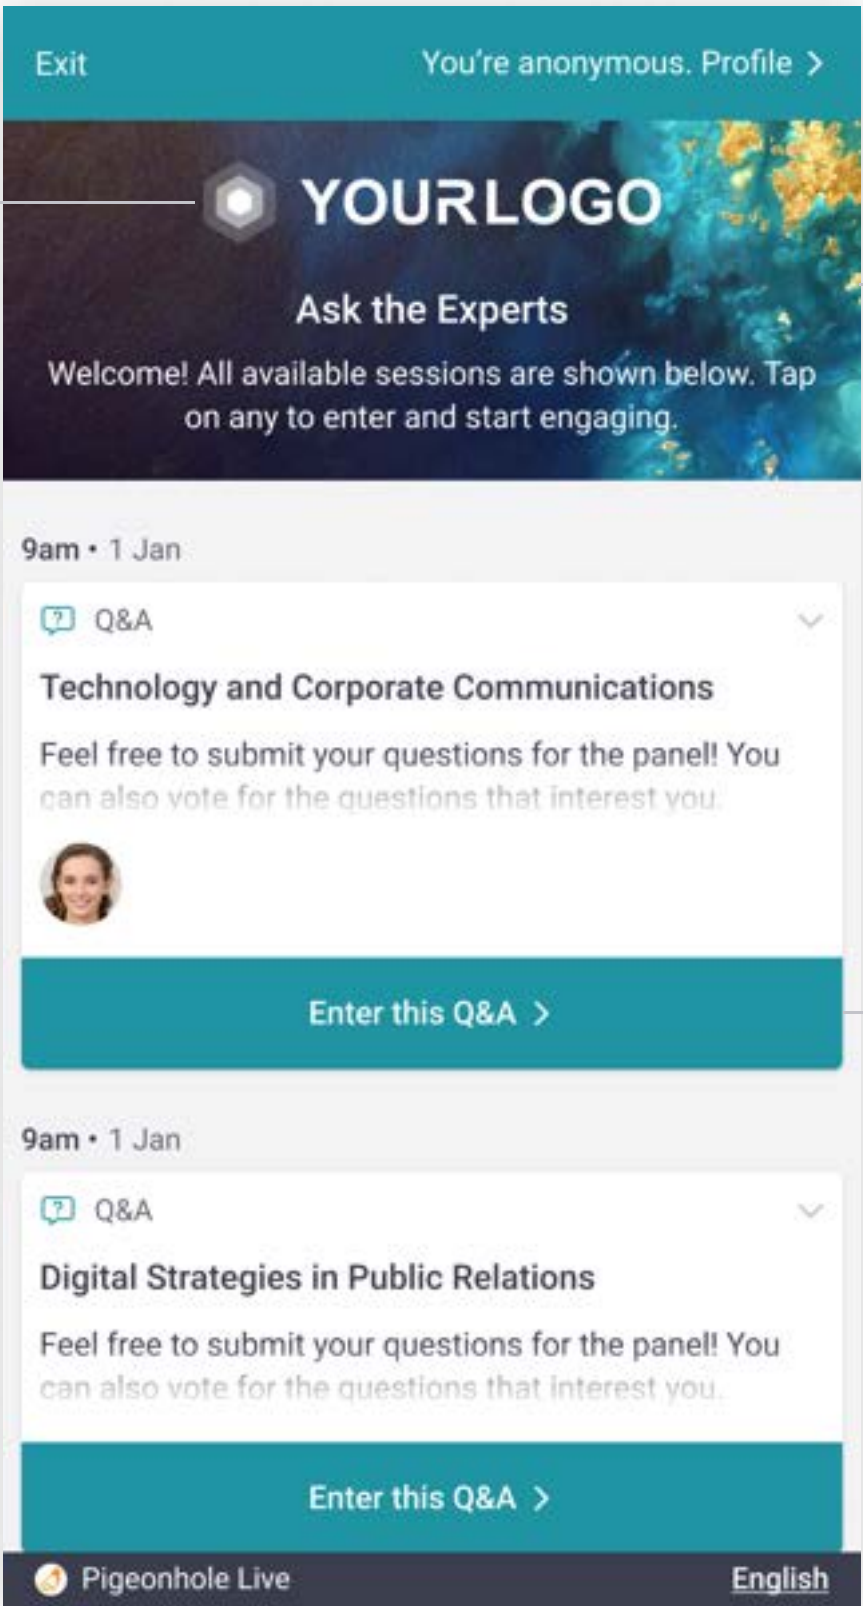 Exit
You're anonymous. Profile
YOURLOGO
Ask the Experts
Welcome! All available sessions are shown below. Tap
on any to enter and start engaging.
9am • 1 Jan
Q&A
Technology and Corporate Communications
Feel free to submit your questions for the panel! You
can also vote for the questions that interest you.
Enter this Q&A
9am • 1 Jan
Q&A
Digital Strategies in Public Relations
Feel free to submit your questions for the panel! You
can also vote for the questions that interest you.
Enter this Q&A
Pigeonhole Live
English